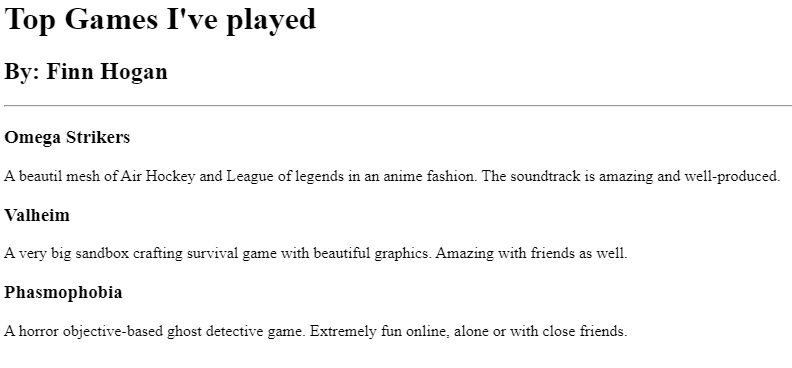 Top Games I've played
By: Finn Hogan
Omega Strikers
A beautil mesh of Air Hockey and League of legends in an anime fashion. The soundtrack is amazing and well-produced.
Valheim
A very big sandbox crafting survival game with beautiful graphics. Amazing with friends as well.
Phasmophobia
A horror objective-based ghost detective game. Extremely fun online, alone or with close friends.